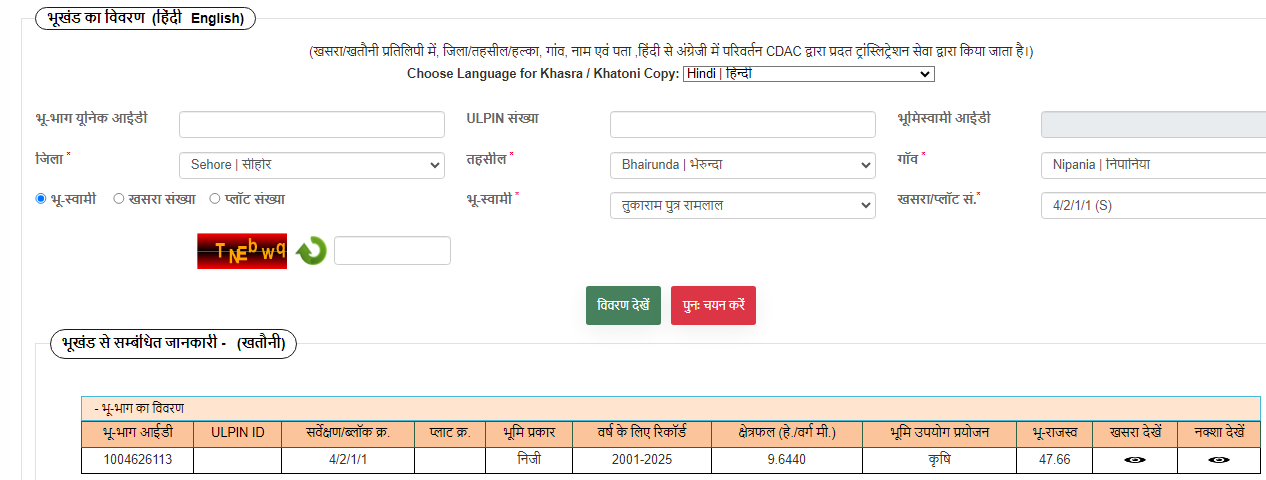 भूखंड का विवरण (हिंदी English)
(खसरा/खतौनी प्रतिलिपी में, जिला/तहसील/हल्का, गांव, नाम एवं पता ,हिंदी से अंग्रेजी में परिवर्तन CDAC द्वारा प्रदत ट्रांस्लिट्रेशन सेवा द्वारा किया जाता है।)
Choose Language for Khasra / Khatoni Copy: Hindi | हिन्दी
भू-भाग यूनिक आईडी ULPIN संख्या भूमिस्वामी आईडी
जिला * Sehore | सीहोर तहसील * Bhairunda | भेरुन्दा गाँव * Nipania | निपानिया
भू-स्वामी खसरा संख्या प्लॉट संख्या भू-स्वामी * तुकाराम पुत्र रामलाल खसरा/प्लॉट सं.* 4/2/1/1 (S)
TNEbwq
विवरण देखें पुनः चयन करें
भूखंड से सम्बंधित जानकारी - (खतौनी)
- भू-भाग का विवरण
भू-भाग आईडी ULPIN ID सर्वेक्षण/ब्लॉक क्र. प्लाट क्र. भूमि प्रकार वर्ष के लिए रिकॉर्ड क्षेत्रफल (हे./वर्ग मी.) भूमि उपयोग प्रयोजन भू-राजस्व खसरा देखें नक्शा देखें
1004626113 4/2/1/1 निजी 2001-2025 9.6440 कृषि 47.66